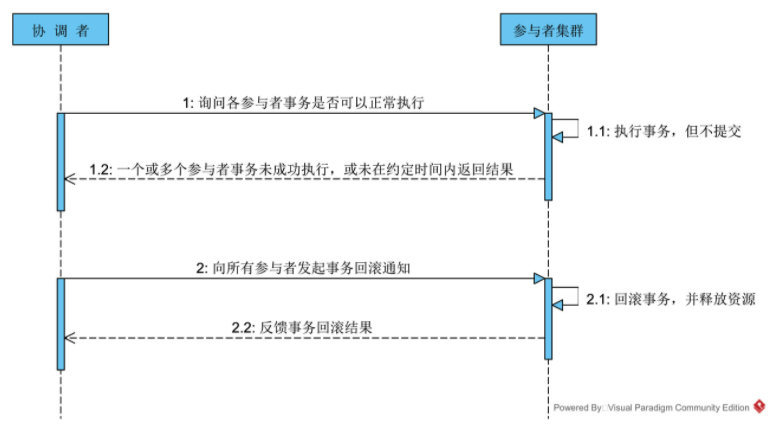 协 调 者
参与者集群
1: 询问各参与者事务是否可以正常执行
1.1: 执行事务，但不提交
1.2: 一个或多个参与者事务未成功执行，或未在约定时间内返回结果
2: 向所有参与者发起事务回滚通知
2.1: 回滚事务，并释放资源
2.2: 反馈事务回滚结果
Powered By: Visual Paradigm Community Edition